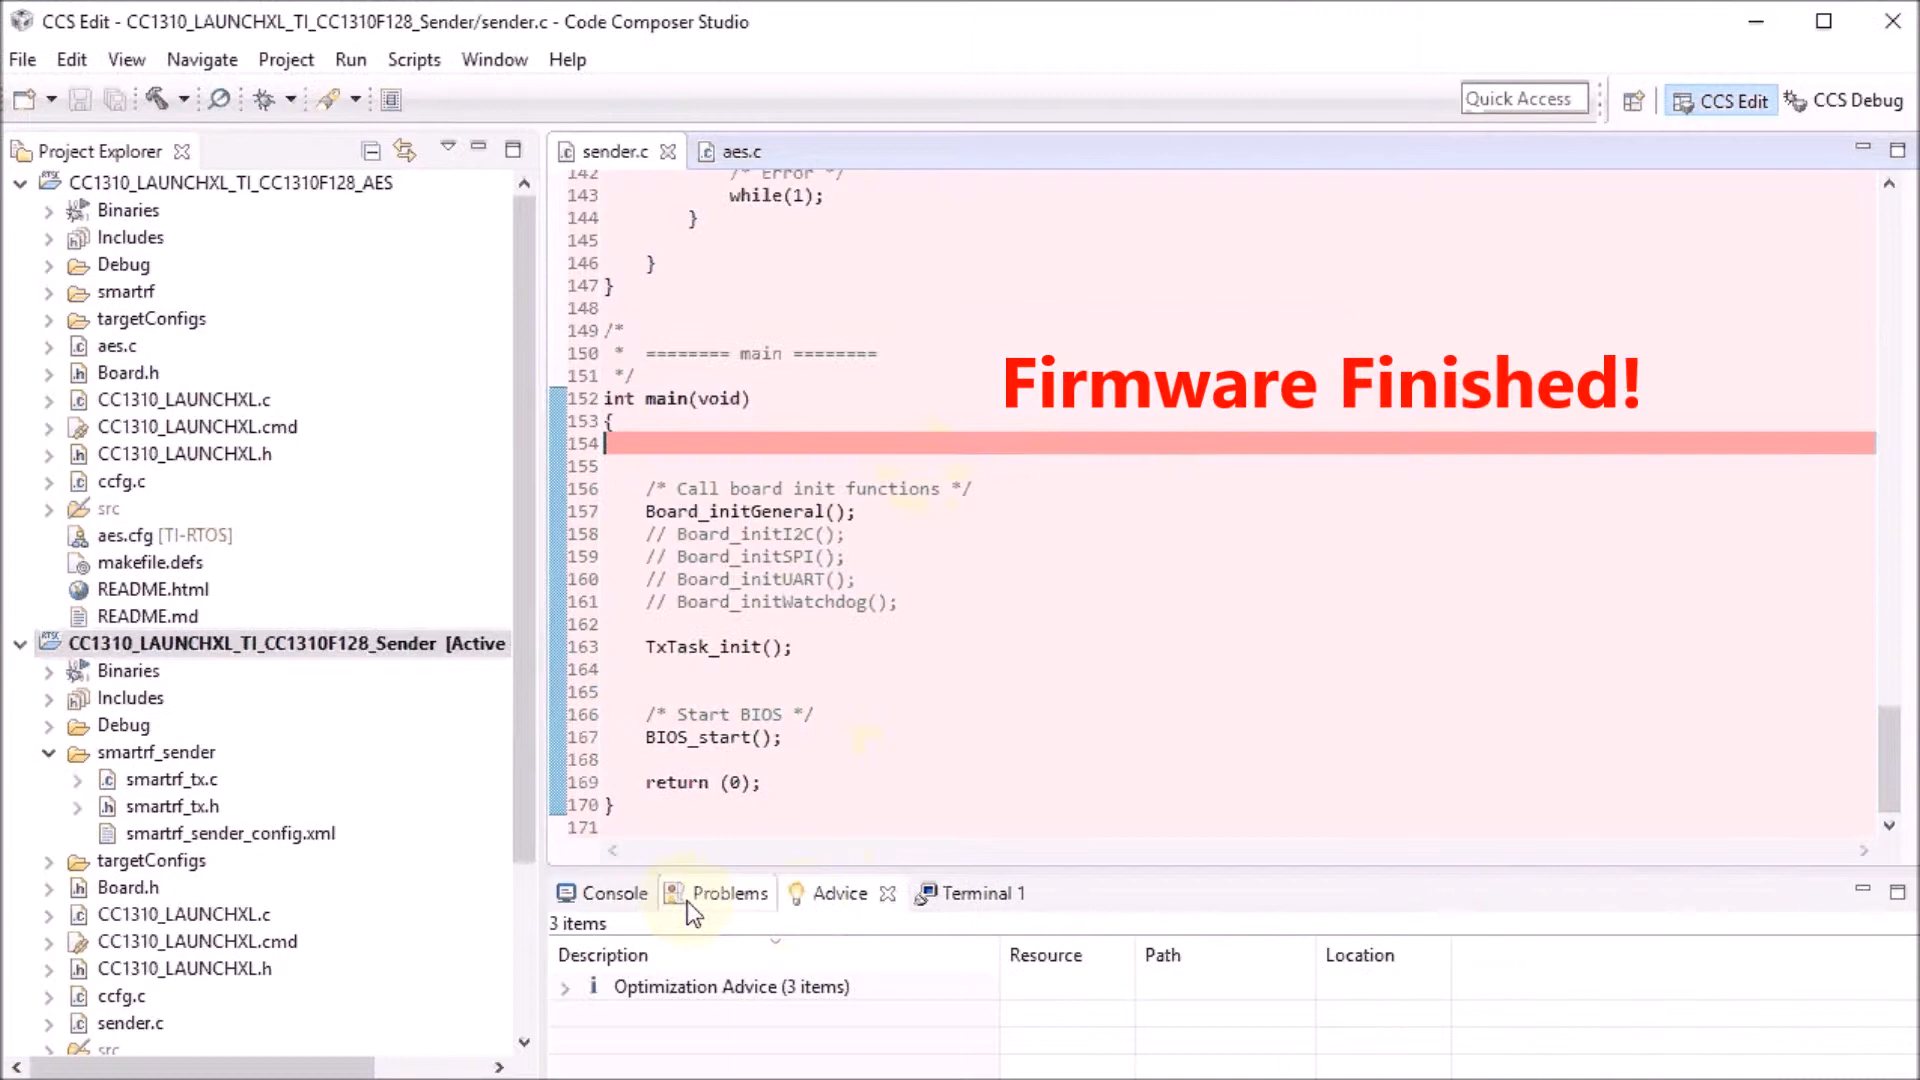 CCS Edit - CC1310_LAUNCHXL_TI_CC1310F128_Sender/sender.c - Code Composer Studio
File Edit View Navigate Project Run Scripts Window Help
Quick Access CCS Edit CCS Debug
Project Explorer
CC1310_LAUNCHXL_TI_CC1310F128_AES
Binaries
Includes
Debug
smartrf
targetConfigs
aes.c
Board.h
CC1310_LAUNCHXL.c
CC1310_LAUNCHXL.cmd
CC1310_LAUNCHXL.h
ccfg.c
src
aes.cfg [TI-RTOS]
makefile.defs
README.html
README.md
CC1310_LAUNCHXL_TI_CC1310F128_Sender [Active
Binaries
Includes
Debug
smartrf_sender
smartrf_tx.c
smartrf_tx.h
smartrf_sender_config.xml
targetConfigs
Board.h
CC1310_LAUNCHXL.c
CC1310_LAUNCHXL.cmd
CC1310_LAUNCHXL.h
ccfg.c
sender.c
src
sender.c aes.c
142 /* Error */
143 while(1);
144 }
145
146 }
147 }
148
149 /*
150 * ======== main ========
151 */
152 int main(void)
153 {
154
155
156 /* Call board init functions */
157 Board_initGeneral();
158 // Board_initI2C();
159 // Board_initSPI();
160 // Board_initUART();
161 // Board_initWatchdog();
162
163 TxTask_init();
164
165
166 /* Start BIOS */
167 BIOS_start();
168
169 return (0);
170 }
171
Firmware Finished!
Console Problems Advice Terminal 1
3 items
Description Resource Path Location
Optimization Advice (3 items)